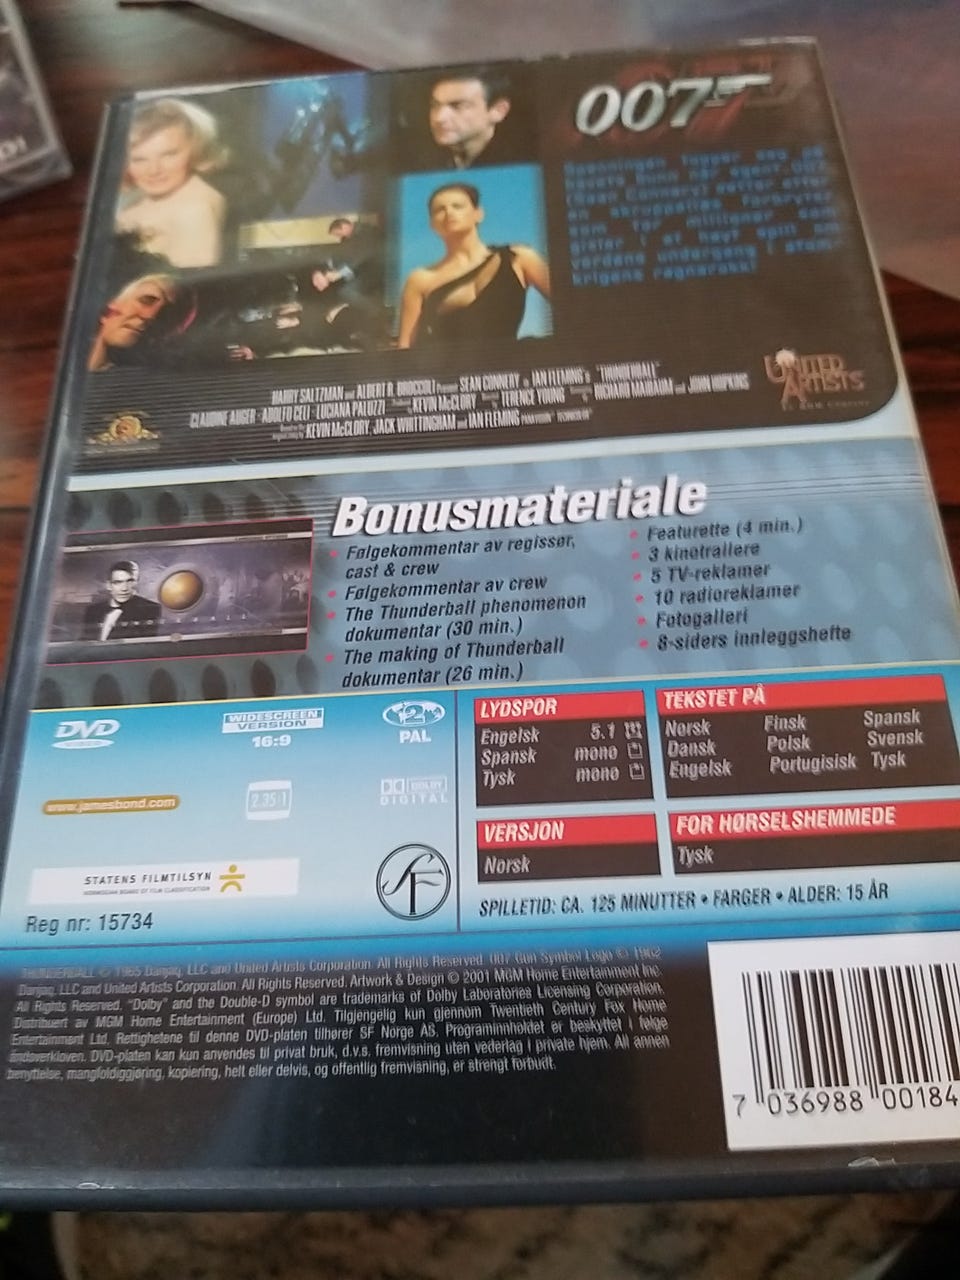 007
Spenningen topper seg på
havets bunn når agent 007
(Sean Connery) setter etter
en skruppelløs forbryter
som tar millioner som
gisler i et høyt spill om
verdens undergang i atom-
krigens ragnarokk!
UNITED
ARTISTS
HARRY SALTZMAN and ALBERT R. BROCCOLI SEAN CONNERY IAN FLEMING'S "THUNDERBALL"
CLAUDINE AUGER · ADOLFO CELI · LUCIANA PALUZZI KEVIN McCLORY TERENCE YOUNG RICHARD MAIBAUM and JOHN HOPKINS
KEVIN McCLORY, JACK WHITTINGHAM and IAN FLEMING
Bonusmateriale
Følgekommentar av regissør,
cast & crew
Følgekommentar av crew
The Thunderball phenomenon
dokumentar (30 min.)
The making of Thunderball
dokumentar (26 min.)
Featurette (4 min.)
3 kinotrailere
5 TV-reklamer
10 radioreklamer
Fotogalleri
8-siders innleggshefte
DVD
VIDEO
WIDESCREEN
VERSION
16:9
2
PAL
www.jamesbond.com
2.35:1
DOLBY
DIGITAL
STATENS FILMTILSYN
NORWEGIAN BOARD OF FILM CLASSIFICATION
SF
Reg nr: 15734
LYDSPOR
Engelsk 5.1
Spansk mono
Tysk mono
VERSJON
Norsk
TEKSTET PÅ
Norsk Finsk Spansk
Dansk Polsk Svensk
Engelsk Portugisisk Tysk
FOR HØRSELSHEMMEDE
Tysk
SPILLETID: CA. 125 MINUTTER • FARGER • ALDER: 15 ÅR
THUNDERBALL © 1965 Danjaq, LLC and United Artists Corporation. All Rights Reserved. 007 Gun Symbol Logo © 1962
Danjaq, LLC and United Artists Corporation. All Rights Reserved. Artwork & Design © 2001 MGM Home Entertainment Inc.
All Rights Reserved. "Dolby" and the Double-D symbol are trademarks of Dolby Laboratories Licensing Corporation.
Distribuert av MGM Home Entertainment (Europe) Ltd. Tilgjengelig kun gjennom Twentieth Century Fox Home
Entertainment Ltd. Rettighetene til denne DVD-platen tilhører SF Norge AS. Programinnholdet er beskyttet i følge
åndsverkloven. DVD-platen kan kun anvendes til privat bruk, d.v.s. fremvisning uten vederlag i private hjem. All annen
benyttelse, mangfoldiggjøring, kopiering, helt eller delvis, og offentlig fremvisning, er strengt forbudt.
7 036988 00184